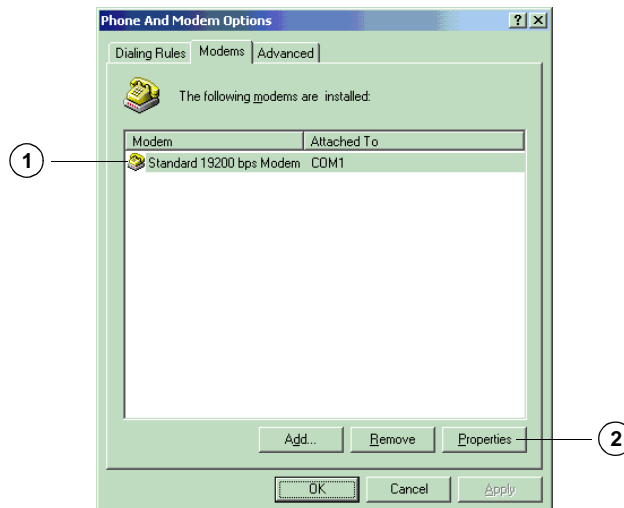 Phone And Modem Options
Dialing Rules Modems Advanced
The following modems are installed:
Modem Attached To
1
Standard 19200 bps Modem COM1
Add... Remove Properties
2
OK Cancel Apply